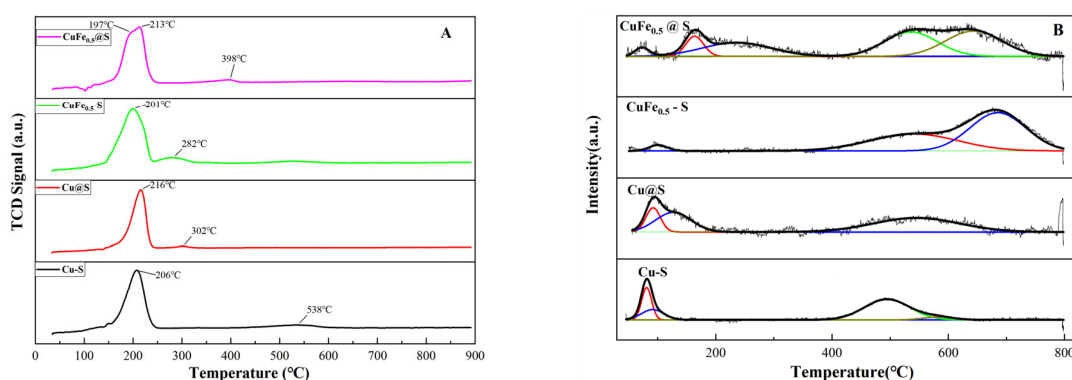 197℃
213℃
A
CuFe0.5@S
398℃
CuFe0.5-S
201℃
282℃
Cu@S
216℃
302℃
Cu-S
206℃
538℃
TCD Signal (a.u.)
0 100 200 300 400 500 600 700 800 900
Temperature (℃)
CuFe0.5 @ S
B
CuFe0.5 - S
Cu@S
Cu-S
Intensity(a.u.)
200 400 600 800
Temperature(℃)